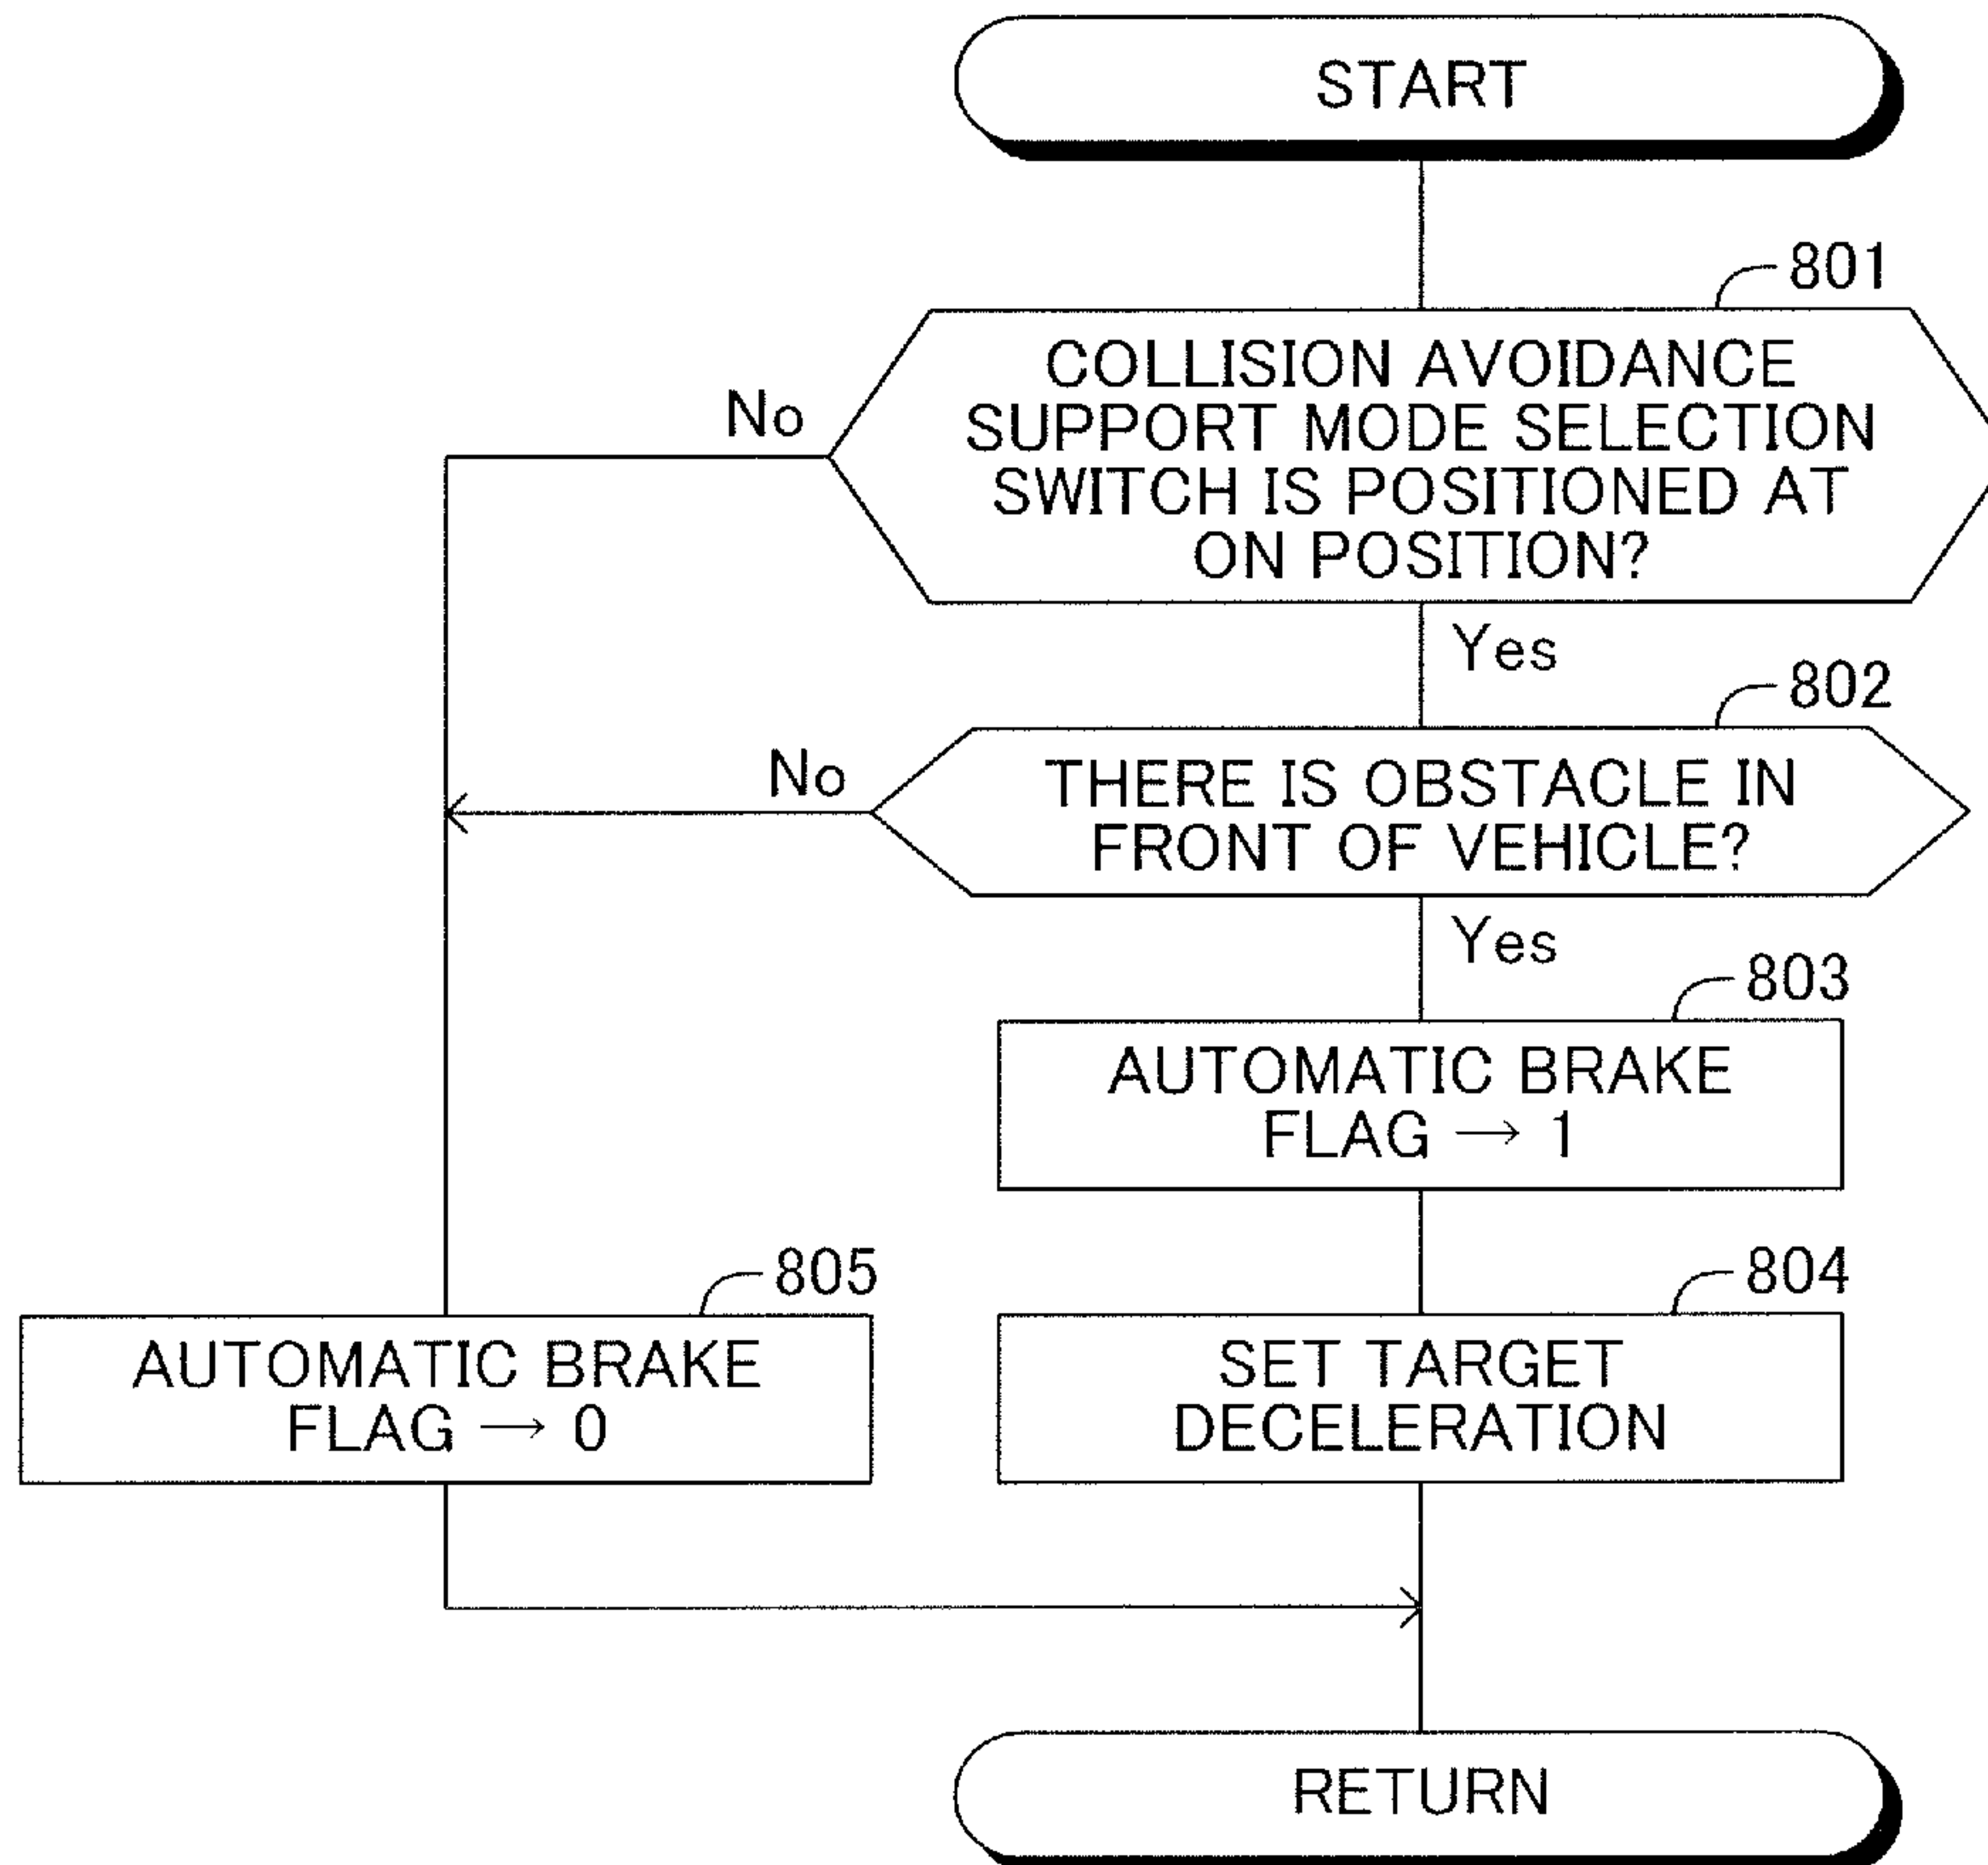 START
801
COLLISION AVOIDANCE
SUPPORT MODE SELECTION
SWITCH IS POSITIONED AT
ON POSITION?
No
Yes
802
THERE IS OBSTACLE IN
FRONT OF VEHICLE?
No
Yes
803
AUTOMATIC BRAKE
FLAG → 1
804
SET TARGET
DECELERATION
805
AUTOMATIC BRAKE
FLAG → 0
RETURN